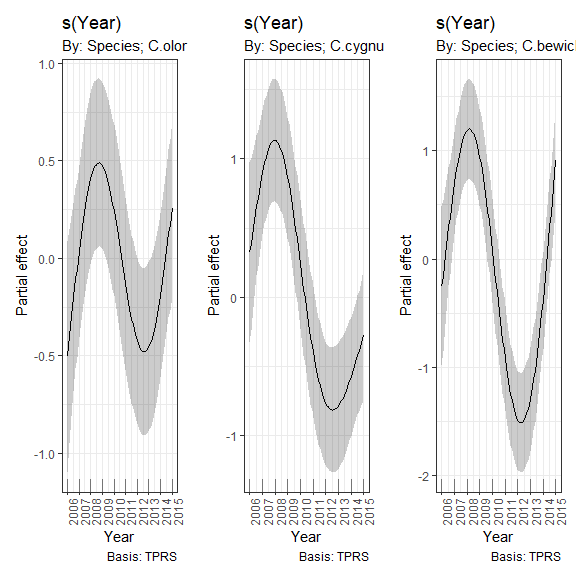 s(Year)
By: Species; C.olor
Partial effect
1.0
0.5
0.0
-0.5
-1.0
2006
2007
2008
2009
2010
2011
2012
2013
2014
2015
Year
Basis: TPRS
s(Year)
By: Species; C.cygnu
Partial effect
1
0
-1
2006
2007
2008
2009
2010
2011
2012
2013
2014
2015
Year
Basis: TPRS
s(Year)
By: Species; C.bewick
Partial effect
1
0
-1
-2
2006
2007
2008
2009
2010
2011
2012
2013
2014
2015
Year
Basis: TPRS